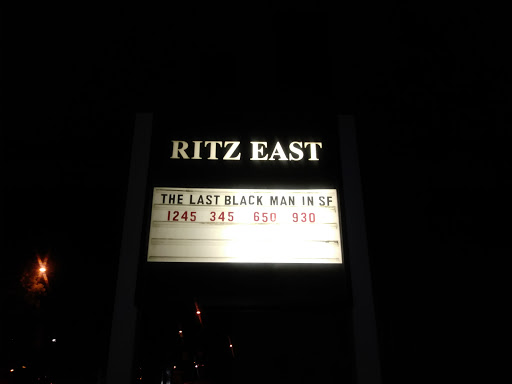 RITZ EAST
THE LAST BLACK MAN IN SF
1245 345 650 930